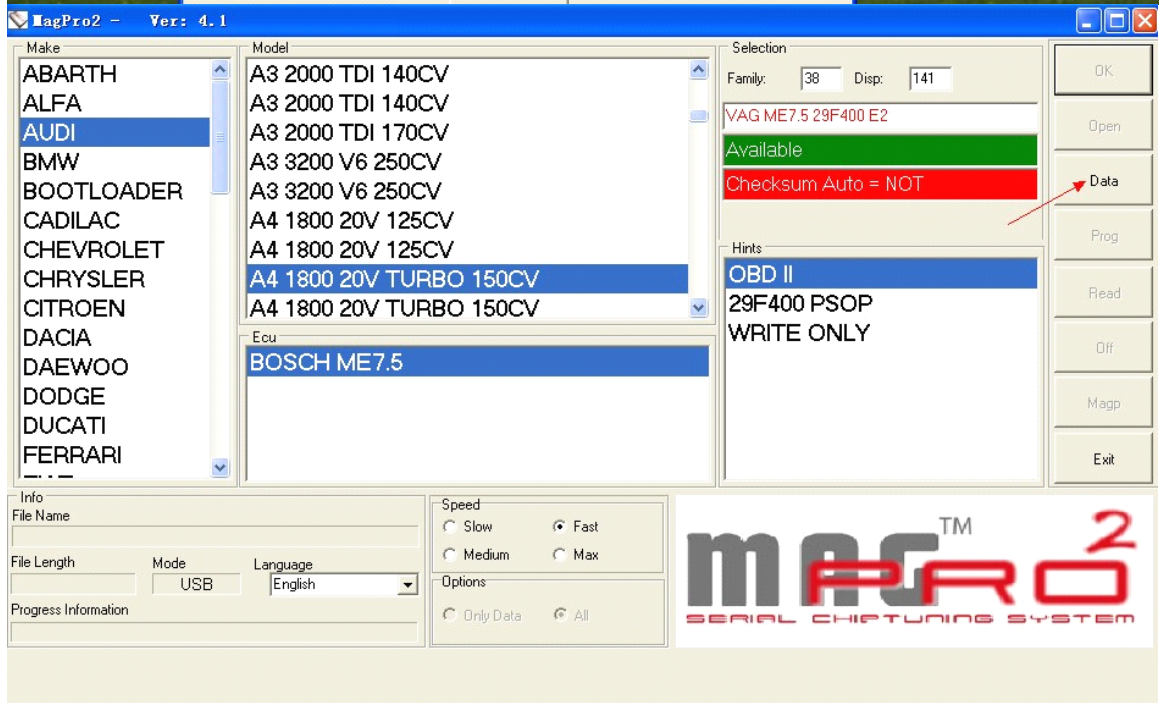 MagPro2 - Ver: 4.1
Make
ABARTH
ALFA
AUDI
BMW
BOOTLOADER
CADILAC
CHEVROLET
CHRYSLER
CITROEN
DACIA
DAEWOO
DODGE
DUCATI
FERRARI
Model
A3 2000 TDI 140CV
A3 2000 TDI 140CV
A3 2000 TDI 170CV
A3 3200 V6 250CV
A3 3200 V6 250CV
A4 1800 20V 125CV
A4 1800 20V 125CV
A4 1800 20V TURBO 150CV
A4 1800 20V TURBO 150CV
Ecu
BOSCH ME7.5
Selection
Family: 38 Disp: 141
VAG ME7.5 29F400 E2
Available
Checksum Auto = NOT
Hints
OBD II
29F400 PSOP
WRITE ONLY
OK
Open
Data
Prog
Read
Off
Magp
Exit
Info
File Name
File Length Mode Language
USB English
Progress Information
Speed
Slow Fast
Medium Max
Options
Only Data All
MAGPRO2 TM
SERIAL CHIPTUNING SYSTEM